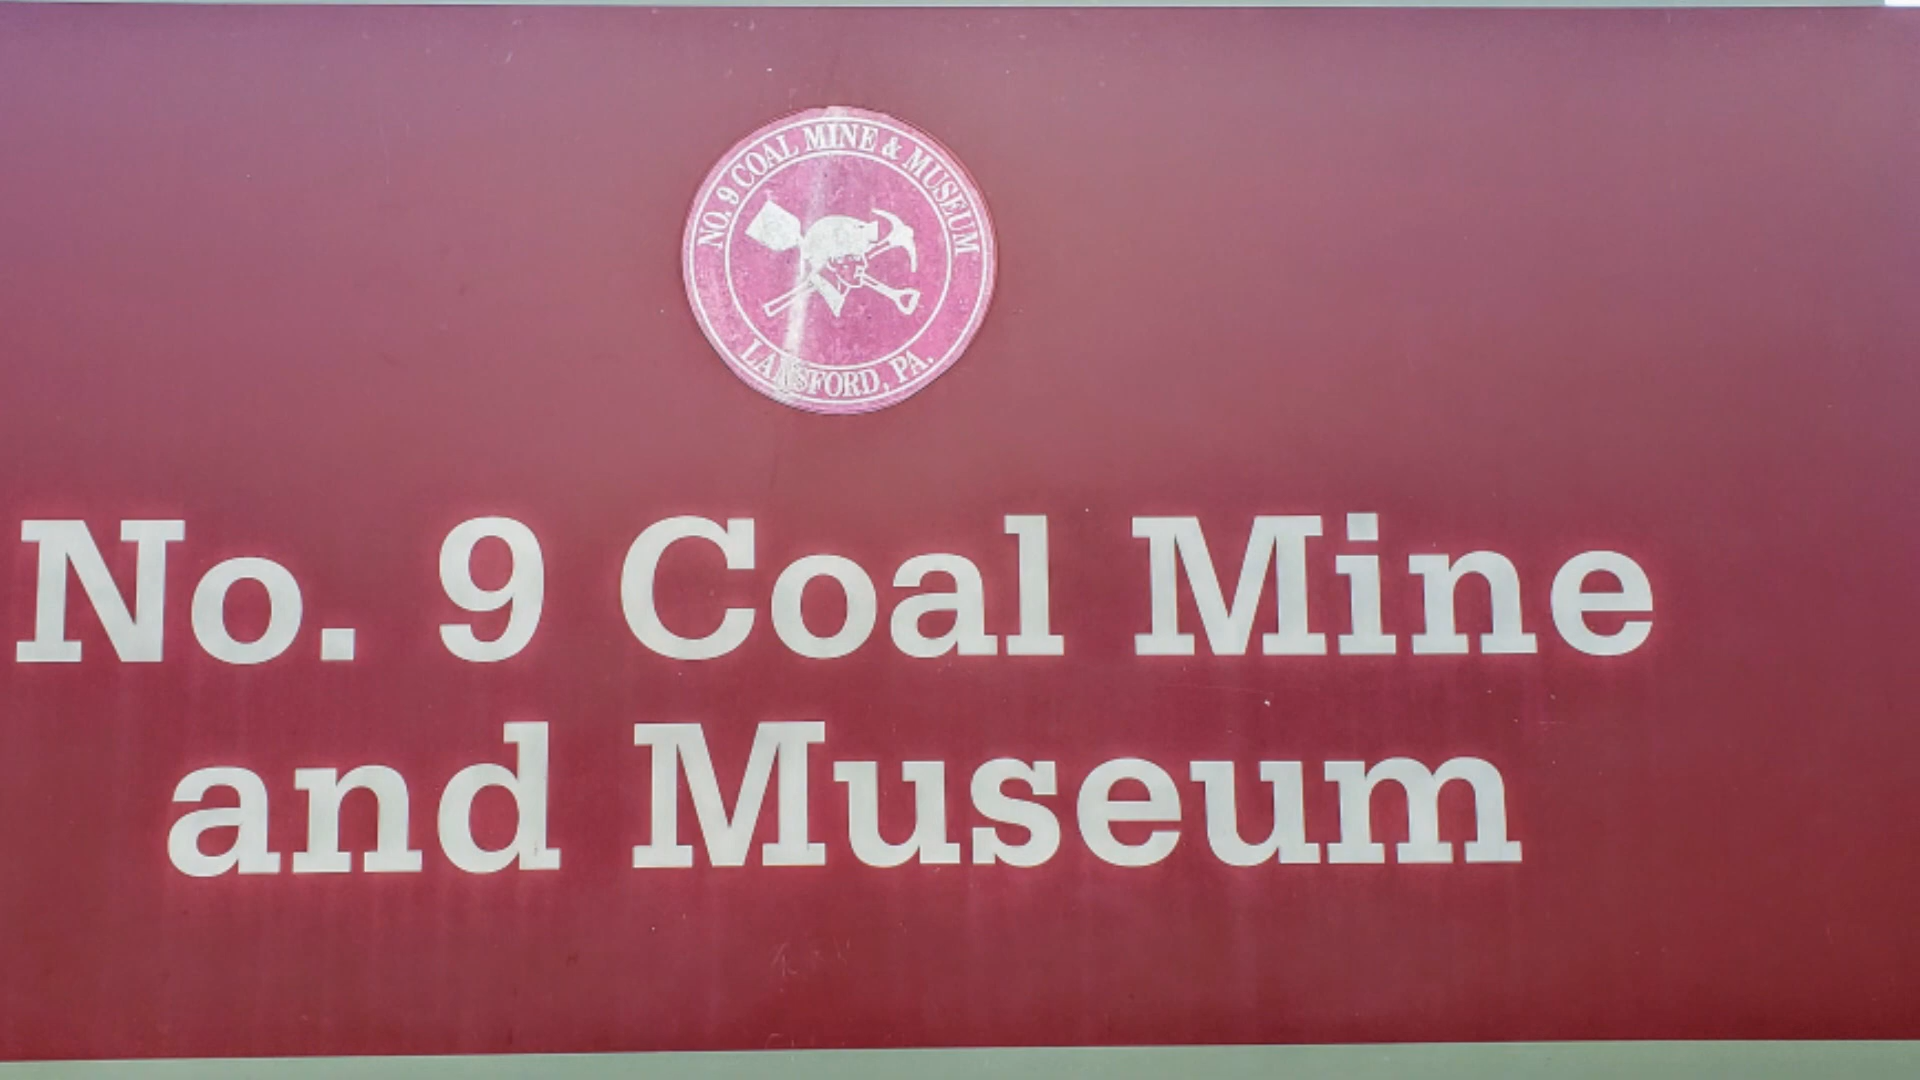 NO. 9 COAL MINE & MUSEUM
LANSFORD, PA.
No. 9 Coal Mine
and Museum